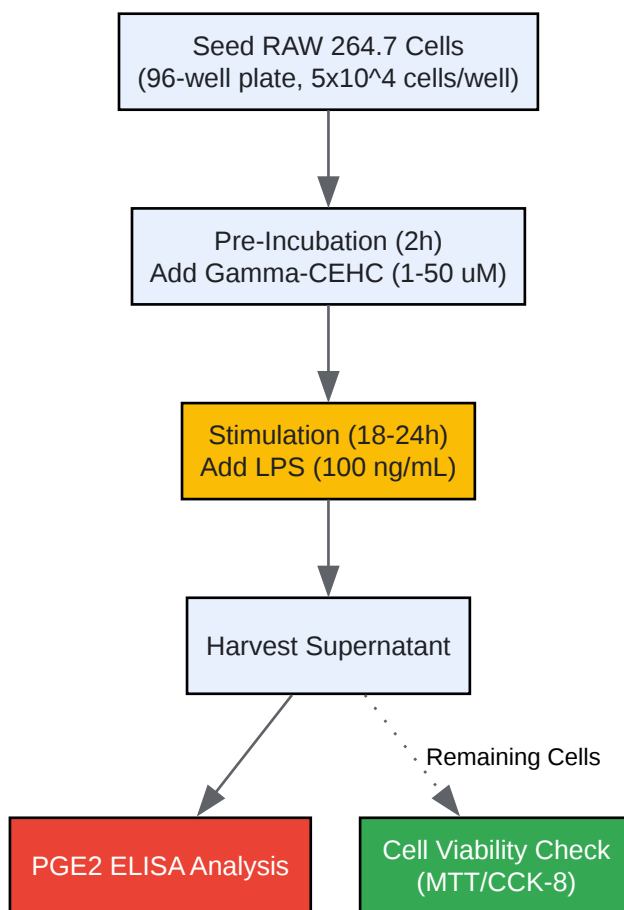 Seed RAW 264.7 Cells
(96-well plate, 5x10^4 cells/well)
Pre-Incubation (2h)
Add Gamma-CEHC (1-50 uM)
Stimulation (18-24h)
Add LPS (100 ng/mL)
Harvest Supernatant
Remaining Cells
PGE2 ELISA Analysis
Cell Viability Check
(MTT/CCK-8)